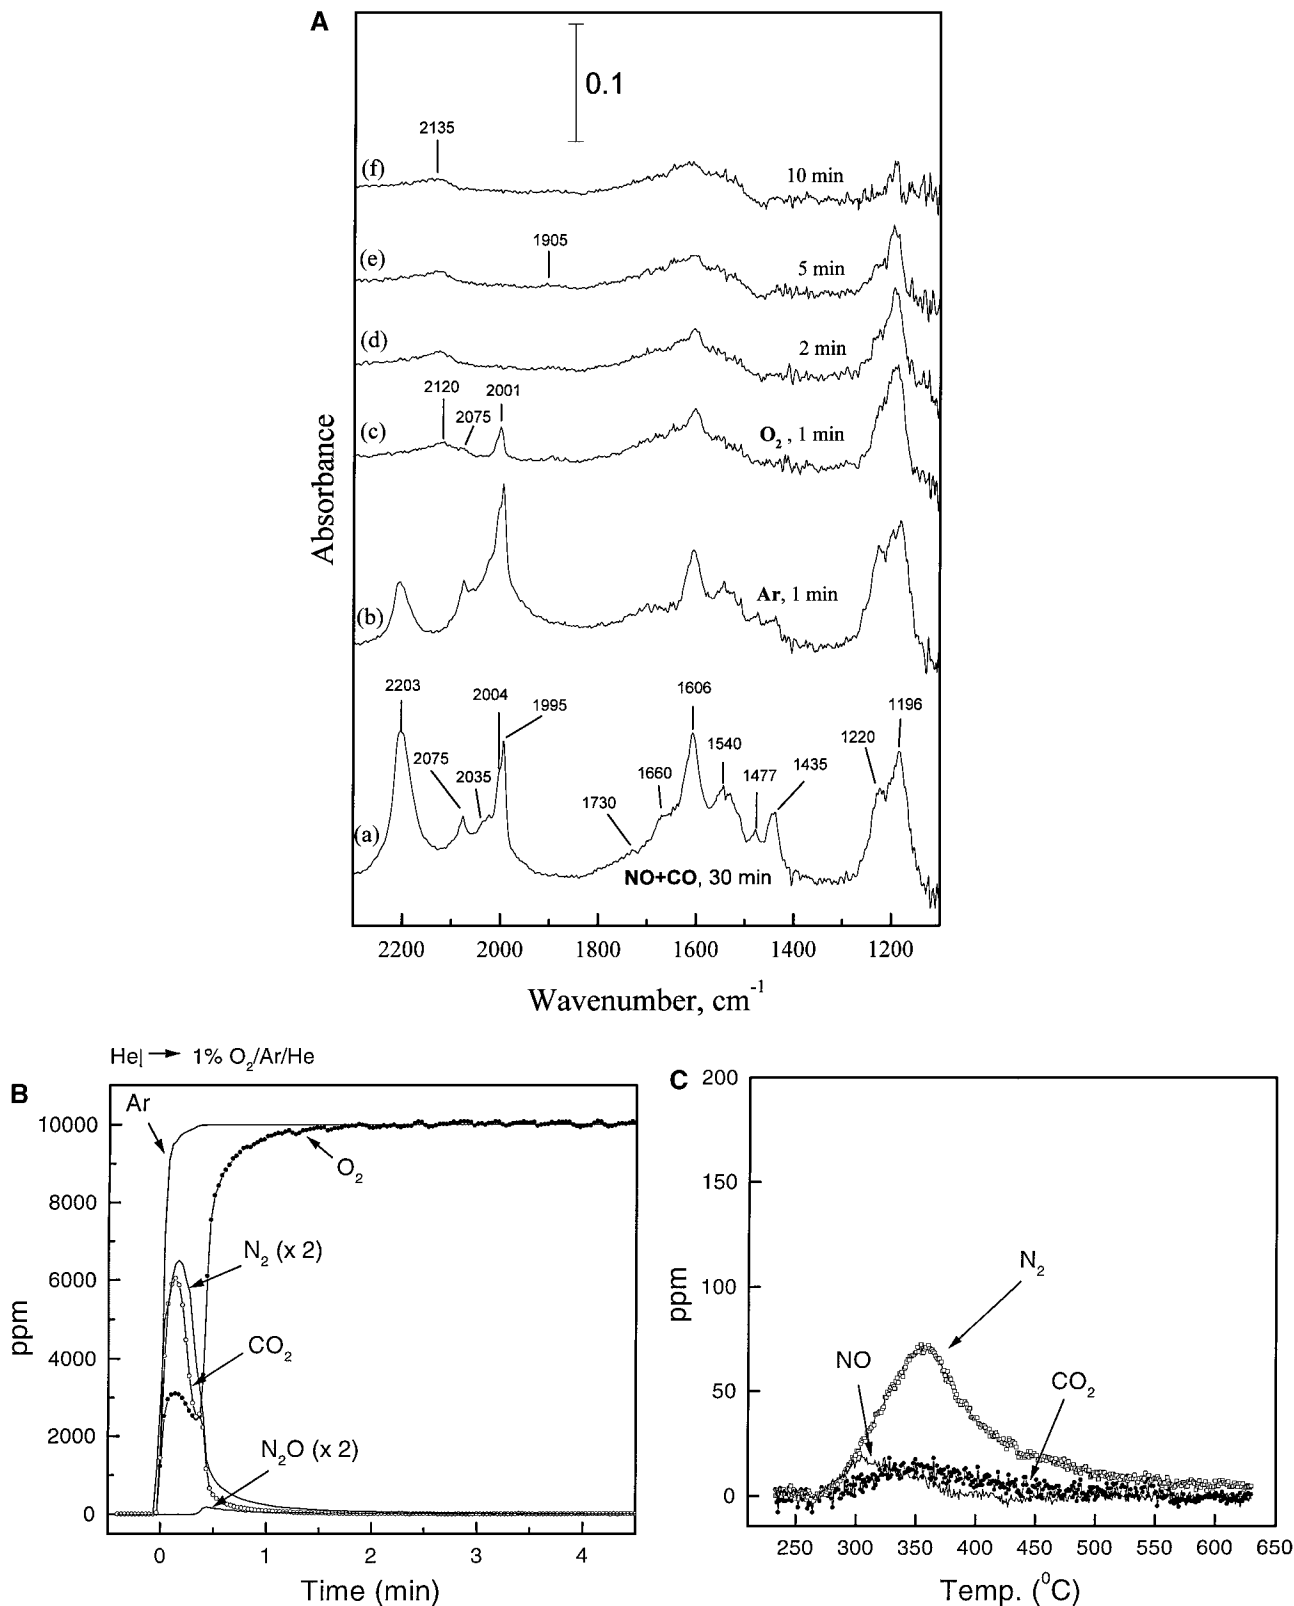 A
0.1
2135
(f)
10 min
1905
(e)
5 min
(d)
2 min
2120
2001
2075
(c)
O2 , 1 min
Absorbance
Ar, 1 min
(b)
2203
2004
1995
1606
1196
2075
2035
1540
1220
1660
1477
1435
1730
(a)
NO+CO, 30 min
2200 2000 1800 1600 1400 1200
Wavenumber, cm-1
He → 1% O2/Ar/He
B
Ar
10000
8000
6000
4000
2000
0
ppm
O2
N2 (x 2)
CO2
N2O (x 2)
0 1 2 3 4
Time (min)
C
200
150
100
50
0
ppm
N2
NO
CO2
250 300 350 400 450 500 550 600 650
Temp. (0C)